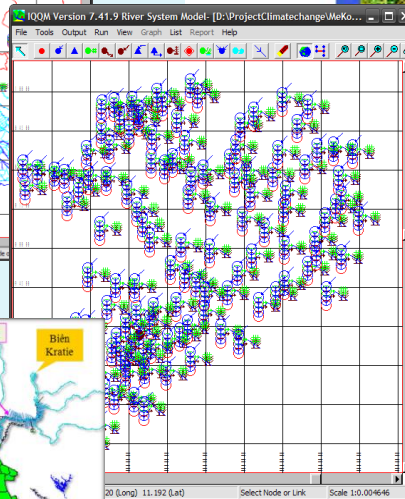 IQQM Version 7.41.9 River System Model- [D:\ProjectClimatechange\MeKo...
File Tools Output Run View Graph List Report Help
Biên
Kratie
20 (Long) 11.192 (Lat) Select Node or Link Scale 1:0.004646